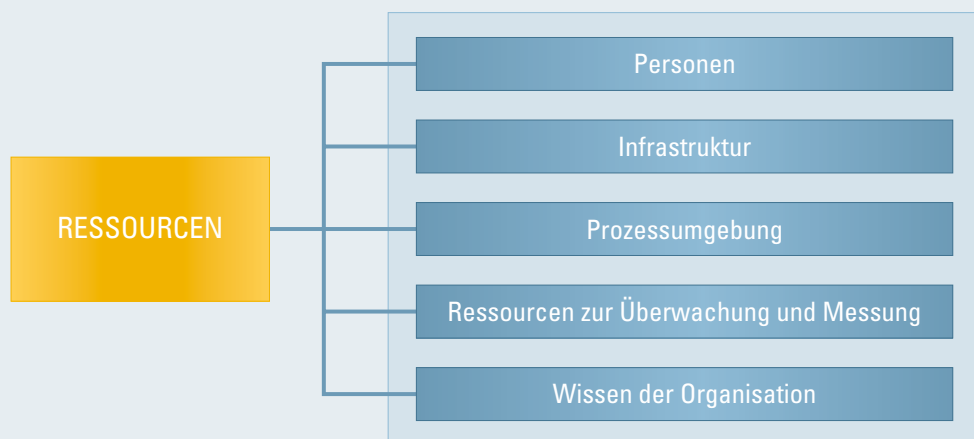 RESSOURCEN
Personen
Infrastruktur
Prozessumgebung
Ressourcen zur Überwachung und Messung
Wissen der Organisation